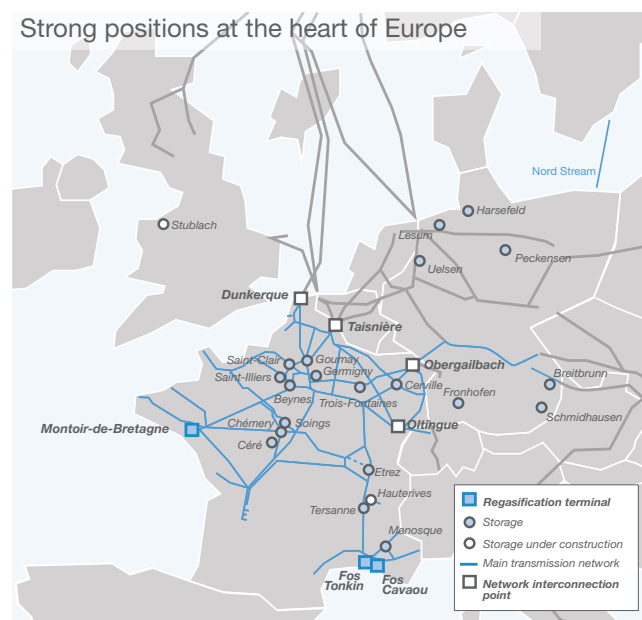 Strong positions at the heart of Europe
Nord Stream
Harsefeld
Stublach
Lesum
Peckensen
Uelsen
Dunkerque
Taisnière
Saint-Clair
Gournay
Germigny
Obergailbach
Saint-Illiers
Cerville
Breitbrunn
Beynes
Trois-Fontaines
Fronhofen
Schmidhausen
Chémery
Soings
Oltingue
Montoir-de-Bretagne
Céré
Etrez
Hauterives
Tersanne
Manosque
Fos
Tonkin
Fos
Cavaou
Regasification terminal
Storage
Storage under construction
Main transmission network
Network interconnection
point